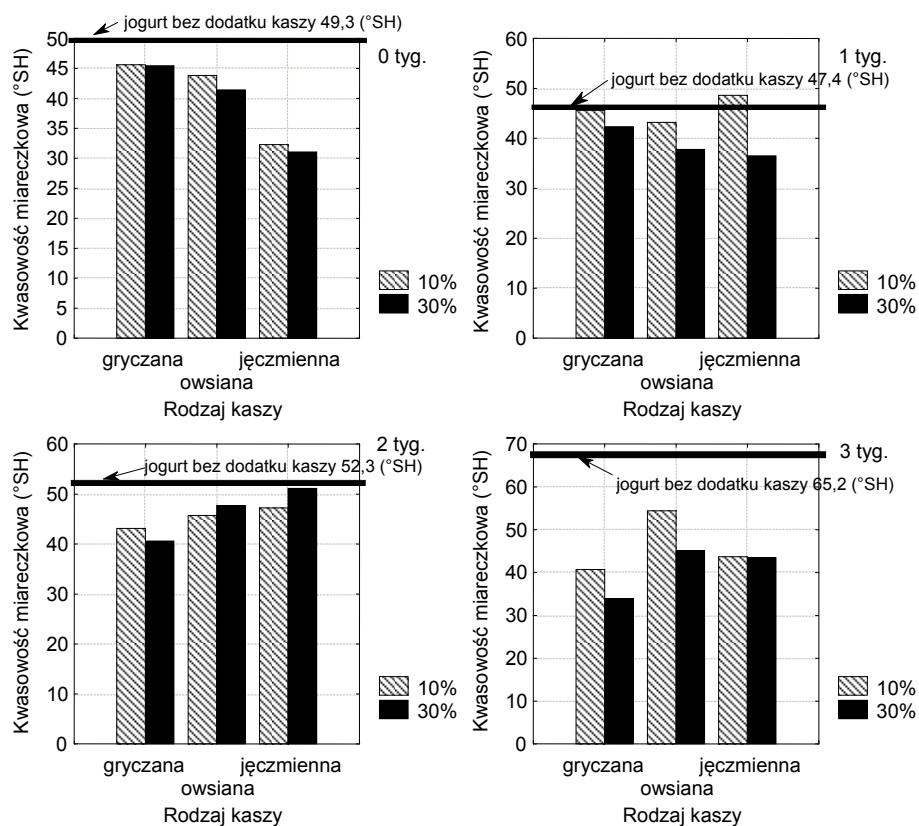 jogurt bez dodatku kaszy 49,3 (°SH)
0 tyg.
Kwasowość miareczkowa (°SH)
50
45
40
35
30
25
20
15
10
5
0
10%
30%
gryczana jęczmienna
owsiana
Rodzaj kaszy
1 tyg.
jogurt bez dodatku kaszy 47,4 (°SH)
Kwasowość miareczkowa (°SH)
60
50
40
30
20
10
0
10%
30%
gryczana jęczmienna
owsiana
Rodzaj kaszy
2 tyg.
jogurt bez dodatku kaszy 52,3 (°SH)
Kwasowość miareczkowa (°SH)
60
50
40
30
20
10
0
10%
30%
gryczana jęczmienna
owsiana
Rodzaj kaszy
3 tyg.
jogurt bez dodatku kaszy 65,2 (°SH)
Kwasowość miareczkowa (°SH)
70
60
50
40
30
20
10
0
10%
30%
gryczana jęczmienna
owsiana
Rodzaj kaszy